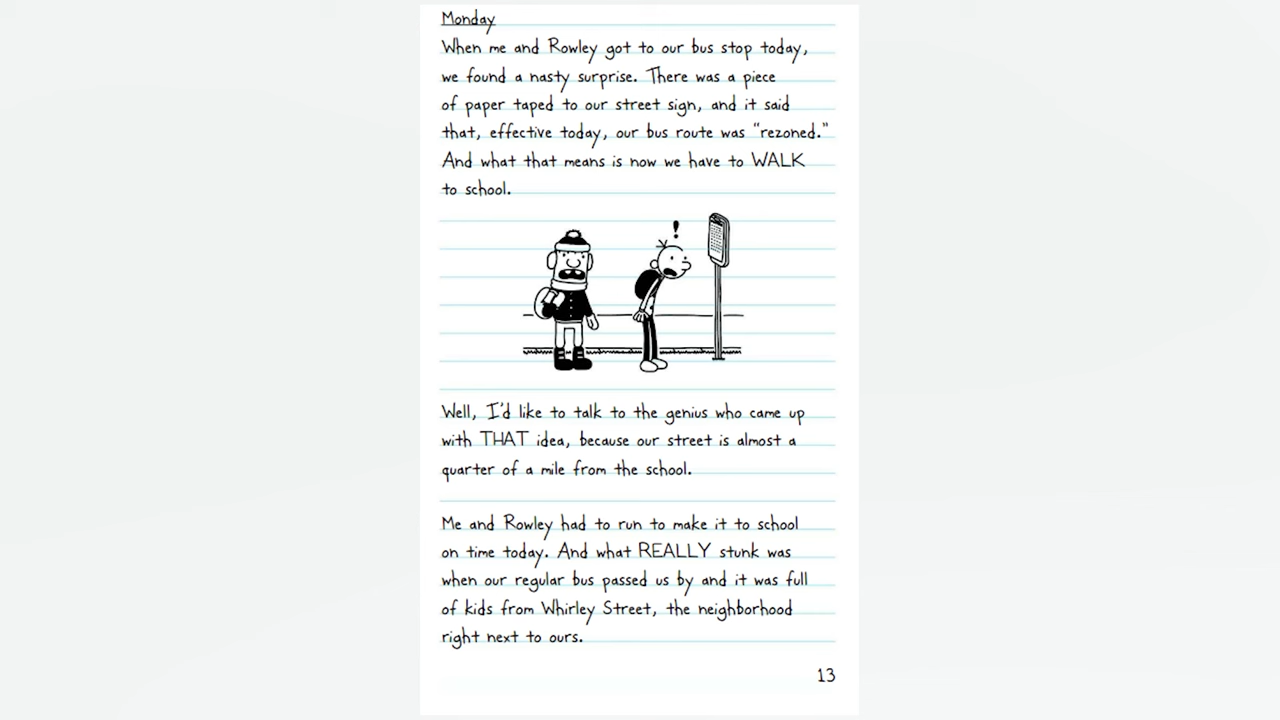 Monday
When me and Rowley got to our bus stop today,
we found a nasty surprise. There was a piece
of paper taped to our street sign, and it said
that, effective today, our bus route was "rezoned."
And what that means is now we have to WALK
to school.
!
Well, I'd like to talk to the genius who came up
with THAT idea, because our street is almost a
quarter of a mile from the school.
Me and Rowley had to run to make it to school
on time today. And what REALLY stunk was
when our regular bus passed us by and it was full
of kids from Whirley Street, the neighborhood
right next to ours.
13